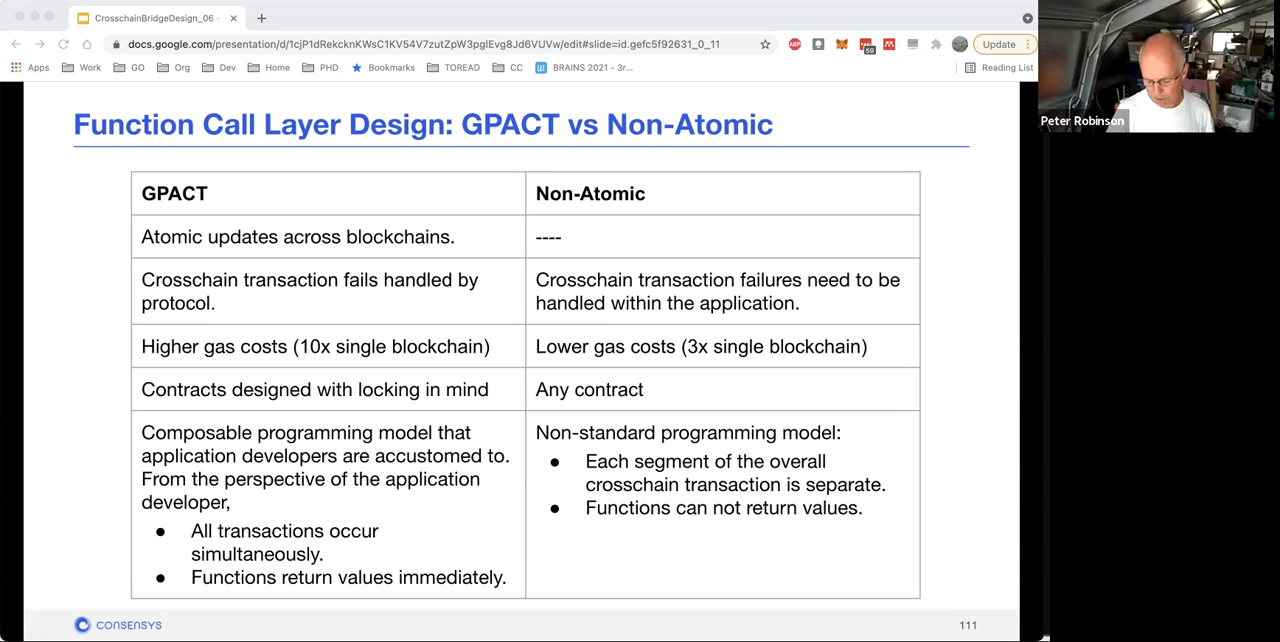 CrosschainBridgeDesign_06 -
docs.google.com/presentation/d/1cjP1dRekcknKWsC1KV54V7zutZpW3pglEvg8Jd6VUVw/edit#slide=id.gefc5f92631_0_11
ABP
59
Update
Apps
Work
GO
Org
Dev
Home
PHD
Bookmarks
TOREAD
CC
BRAINS 2021 - 3r...
Reading List
Peter Robinson
Function Call Layer Design: GPACT vs Non-Atomic
GPACT
Non-Atomic
Atomic updates across blockchains.
----
Crosschain transaction fails handled by
protocol.
Crosschain transaction failures need to be
handled within the application.
Higher gas costs (10x single blockchain)
Lower gas costs (3x single blockchain)
Contracts designed with locking in mind
Any contract
Composable programming model that
application developers are accustomed to.
From the perspective of the application
developer,
● All transactions occur
simultaneously.
● Functions return values immediately.
Non-standard programming model:
● Each segment of the overall
crosschain transaction is separate.
● Functions can not return values.
CONSENSYS
111